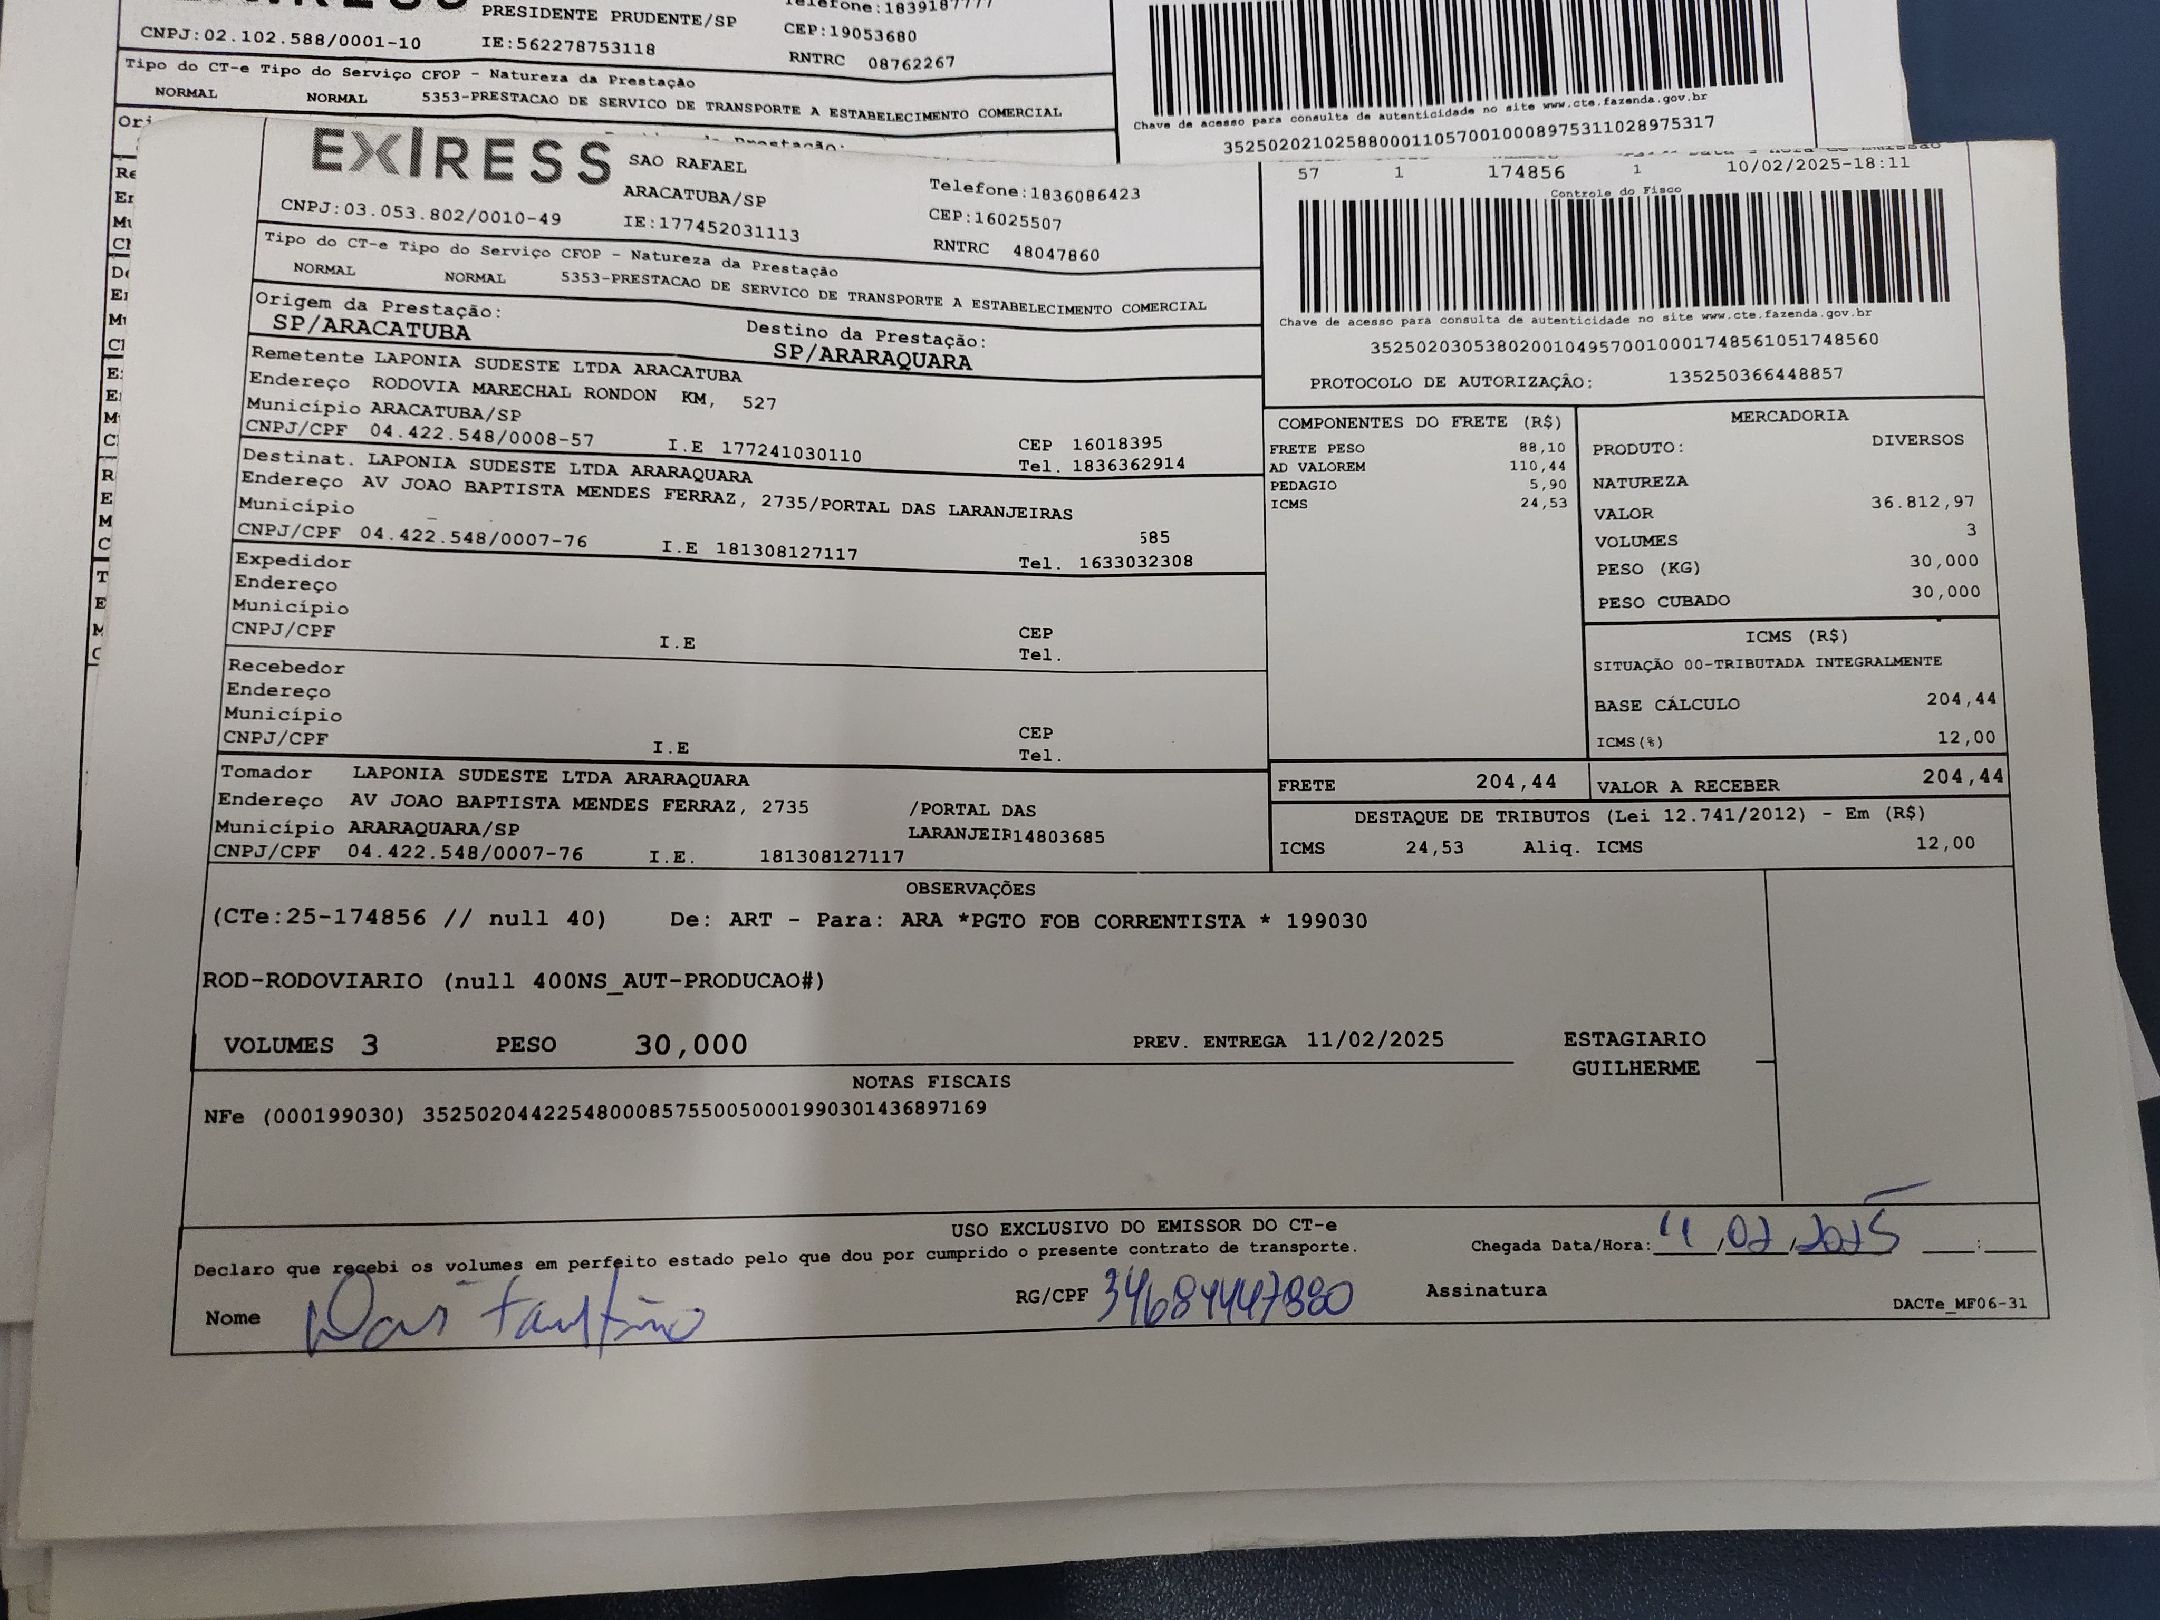 PRESIDENTE PRUDENTE/SP
Telefone:1839187777
CNPJ:02.102.588/0001-10
IE:562278753118
CEP:19053680
RNTRC 08762267
Tipo do CT-e Tipo do Serviço CFOP - Natureza da Prestação
NORMAL NORMAL 5353-PRESTACAO DE SERVICO DE TRANSPORTE A ESTABELECIMENTO COMERCIAL
Chave de acesso para consulta de autenticidade no site www.cte.fazenda.gov.br
35250202102588000110570010008975311028975317
EXPRESS
SAO RAFAEL
ARACATUBA/SP
Telefone:1836086423
CNPJ:03.053.802/0010-49
IE:177452031113
CEP:16025507
RNTRC 48047860
57 1 174856 1 10/02/2025-18:11
Controle do Fisco
Tipo do CT-e Tipo do Serviço CFOP - Natureza da Prestação
NORMAL NORMAL 5353-PRESTACAO DE SERVICO DE TRANSPORTE A ESTABELECIMENTO COMERCIAL
Chave de acesso para consulta de autenticidade no site www.cte.fazenda.gov.br
35250203053802001049570010001748561051748560
PROTOCOLO DE AUTORIZAÇÃO: 135250366448857
Origem da Prestação:
SP/ARACATUBA
Destino da Prestação:
SP/ARARAQUARA
Remetente LAPONIA SUDESTE LTDA ARACATUBA
Endereço RODOVIA MARECHAL RONDON KM, 527
Município ARACATUBA/SP
CEP 16018395
CNPJ/CPF 04.422.548/0008-57 I.E 177241030110
Tel. 1836362914
Destinat. LAPONIA SUDESTE LTDA ARARAQUARA
Endereço AV JOAO BAPTISTA MENDES FERRAZ, 2735/PORTAL DAS LARANJEIRAS
Município
585
CNPJ/CPF 04.422.548/0007-76 I.E 181308127117
Tel. 1633032308
Expedidor
Endereço
Município
CEP
CNPJ/CPF I.E
Tel.
Recebedor
Endereço
Município
CEP
CNPJ/CPF I.E
Tel.
Tomador LAPONIA SUDESTE LTDA ARARAQUARA
Endereço AV JOAO BAPTISTA MENDES FERRAZ, 2735 /PORTAL DAS
Município ARARAQUARA/SP LARANJEIR14803685
CNPJ/CPF 04.422.548/0007-76 I.E. 181308127117
COMPONENTES DO FRETE (R$)
FRETE PESO 88,10
AD VALOREM 110,44
PEDAGIO 5,90
ICMS 24,53
MERCADORIA
PRODUTO: DIVERSOS
NATUREZA
VALOR 36.812,97
VOLUMES 3
PESO (KG) 30,000
PESO CUBADO 30,000
ICMS (R$)
SITUAÇÃO 00-TRIBUTADA INTEGRALMENTE
BASE CÁLCULO 204,44
ICMS(%) 12,00
FRETE 204,44
VALOR A RECEBER 204,44
DESTAQUE DE TRIBUTOS (Lei 12.741/2012) - Em (R$)
ICMS 24,53 Aliq. ICMS 12,00
OBSERVAÇÕES
(CTe:25-174856 // null 40) De: ART - Para: ARA *PGTO FOB CORRENTISTA * 199030
ROD-RODOVIARIO (null 400NS_AUT-PRODUCAO#)
VOLUMES 3 PESO 30,000 PREV. ENTREGA 11/02/2025
ESTAGIARIO
GUILHERME
NOTAS FISCAIS
NFe (000199030) 35250204422548000857550050001990301436897169
USO EXCLUSIVO DO EMISSOR DO CT-e
Declaro que recebi os volumes em perfeito estado pelo que dou por cumprido o presente contrato de transporte.
Chegada Data/Hora: 11,02,2025 :
Nome
RG/CPF 34684447880
Assinatura
DACTe_MF06-31